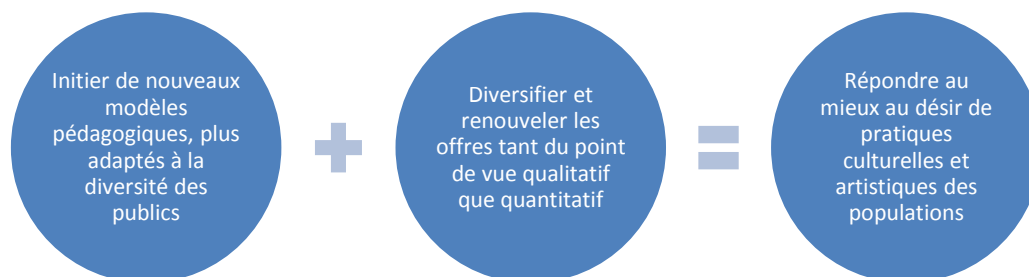 Initier de nouveaux
modèles
pédagogiques, plus
adaptés à la
diversité des
publics
+
Diversifier et
renouveler les
offres tant du point
de vue qualitatif
que quantitatif
=
Répondre au
mieux au désir de
pratiques
culturelles et
artistiques des
populations